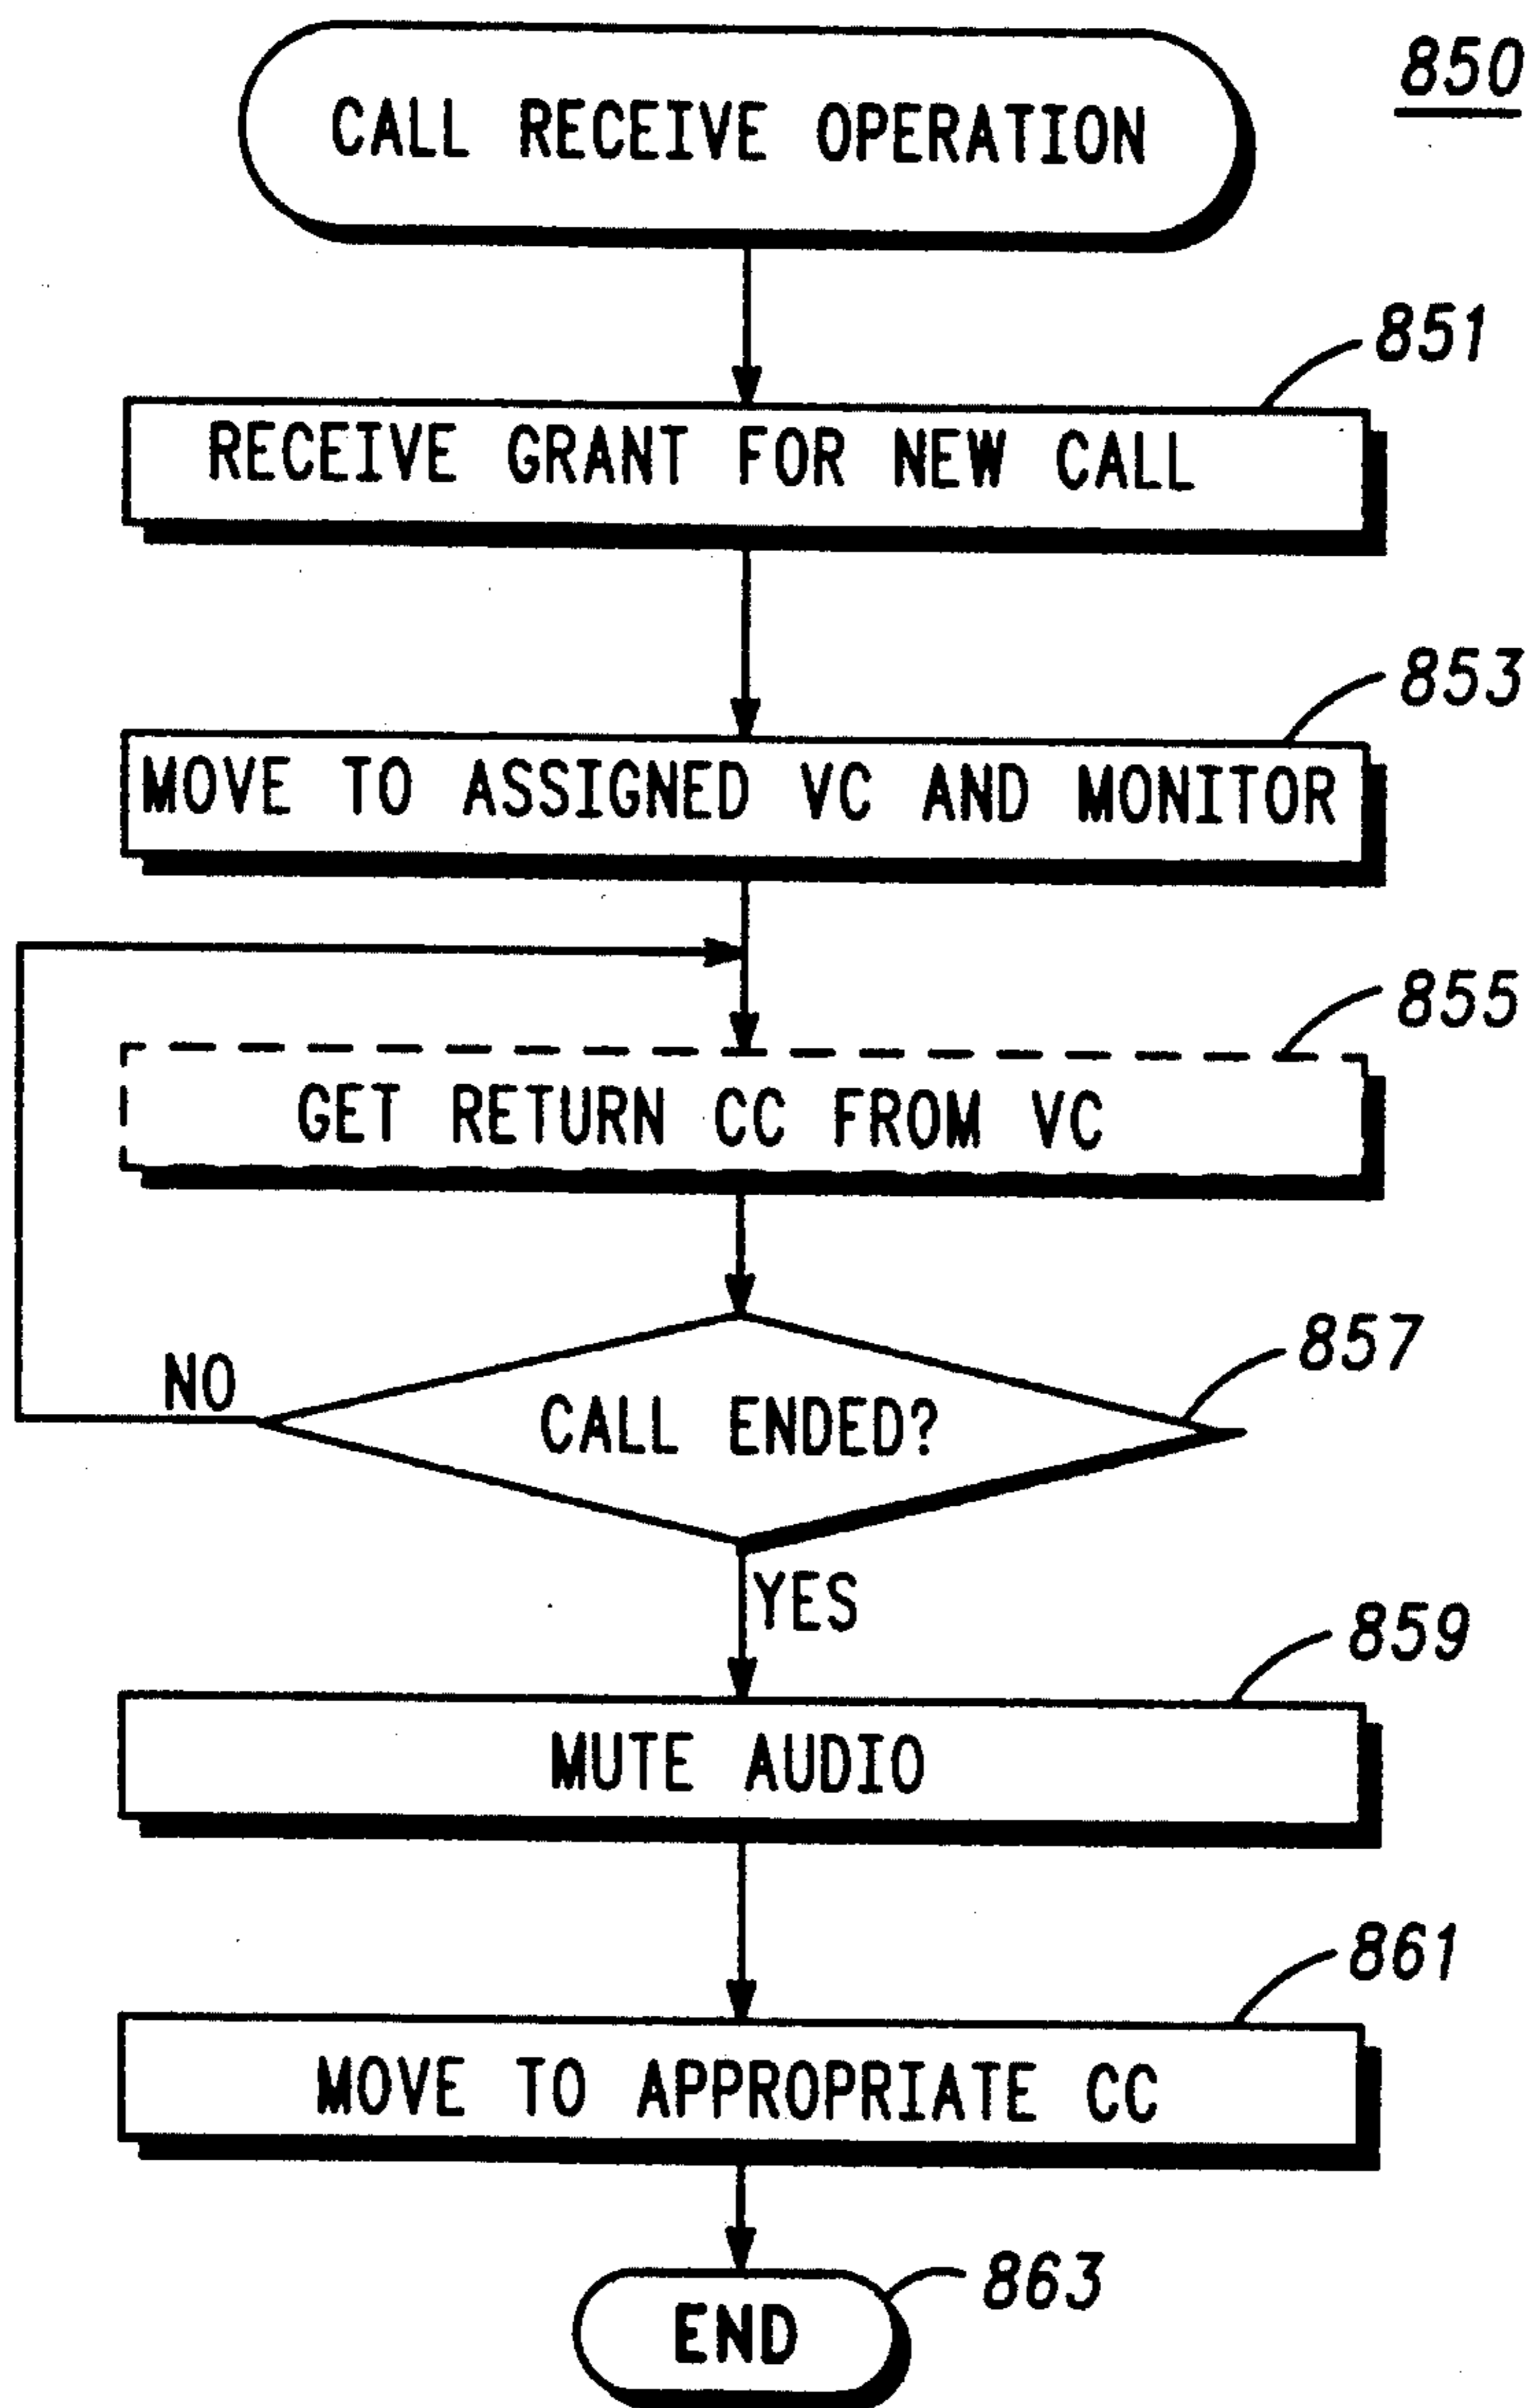 850
CALL RECEIVE OPERATION
851
RECEIVE GRANT FOR NEW CALL
853
MOVE TO ASSIGNED VC AND MONITOR
855
GET RETURN CC FROM VC
857
NO
CALL ENDED?
YES
859
MUTE AUDIO
861
MOVE TO APPROPRIATE CC
863
END